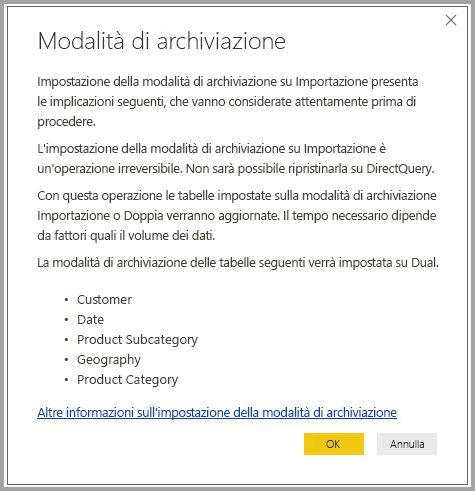 Modalità di archiviazione
Impostazione della modalità di archiviazione su Importazione presenta
le implicazioni seguenti, che vanno considerate attentamente prima di
procedere.
L'impostazione della modalità di archiviazione su Importazione è
un'operazione irreversibile. Non sarà possibile ripristinarla su DirectQuery.
Con questa operazione le tabelle impostate sulla modalità di archiviazione
Importazione o Doppia verranno aggiornate. Il tempo necessario dipende
da fattori quali il volume dei dati.
La modalità di archiviazione delle tabelle seguenti verrà impostata su Dual.
• Customer
• Date
• Product Subcategory
• Geography
• Product Category
Altre informazioni sull'impostazione della modalità di archiviazione
OK Annulla